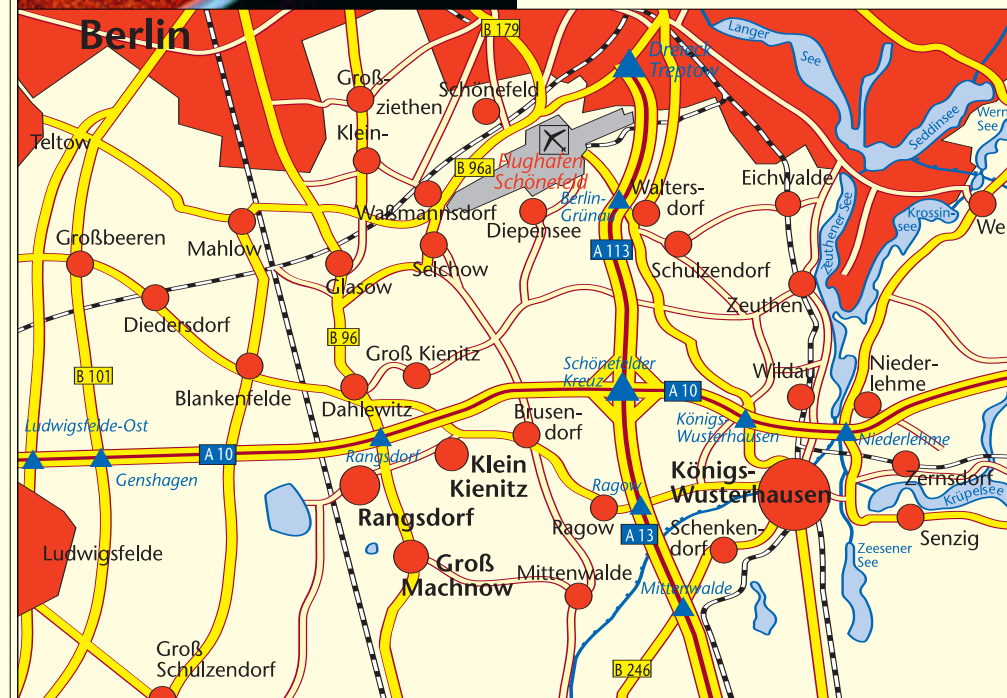 Berlin
B 179
Langer
See
Dreieck
Treptow
Groß-
ziethen
Schönefeld
Seddinsee
Wern
See
Teltow
Klein-
B 96a
Flughafen
Schönefeld
Eichwalde
Berlin-
Grünau
Walters-
dorf
Waßmannsdorf
Diepensee
Zeuthener See
Krossin-
see
We
Großbeeren
Mahlow
Selchow
A 113
Schulzendorf
Glasow
Zeuthen
Diedersdorf
B 96
Groß Kienitz
Schönefelder
Kreuz
Wildau
Nieder-
lehme
B 101
Blankenfelde
Dahlewitz
A 10
Brusen-
dorf
Königs-
Wusterhausen
Niederlehme
Ludwigsfelde-Ost
A 10
Rangsdorf
Genshagen
Klein
Kienitz
Königs-
Wusterhausen
Zernsdorf
Krüpelsee
Ragow
Rangsdorf
Ragow
A 13
Schenken-
dorf
Senzig
Ludwigsfelde
Groß
Machnow
Mittenwalde
Mittenwalde
Zeesener
See
Groß
Schulzendorf
B 246